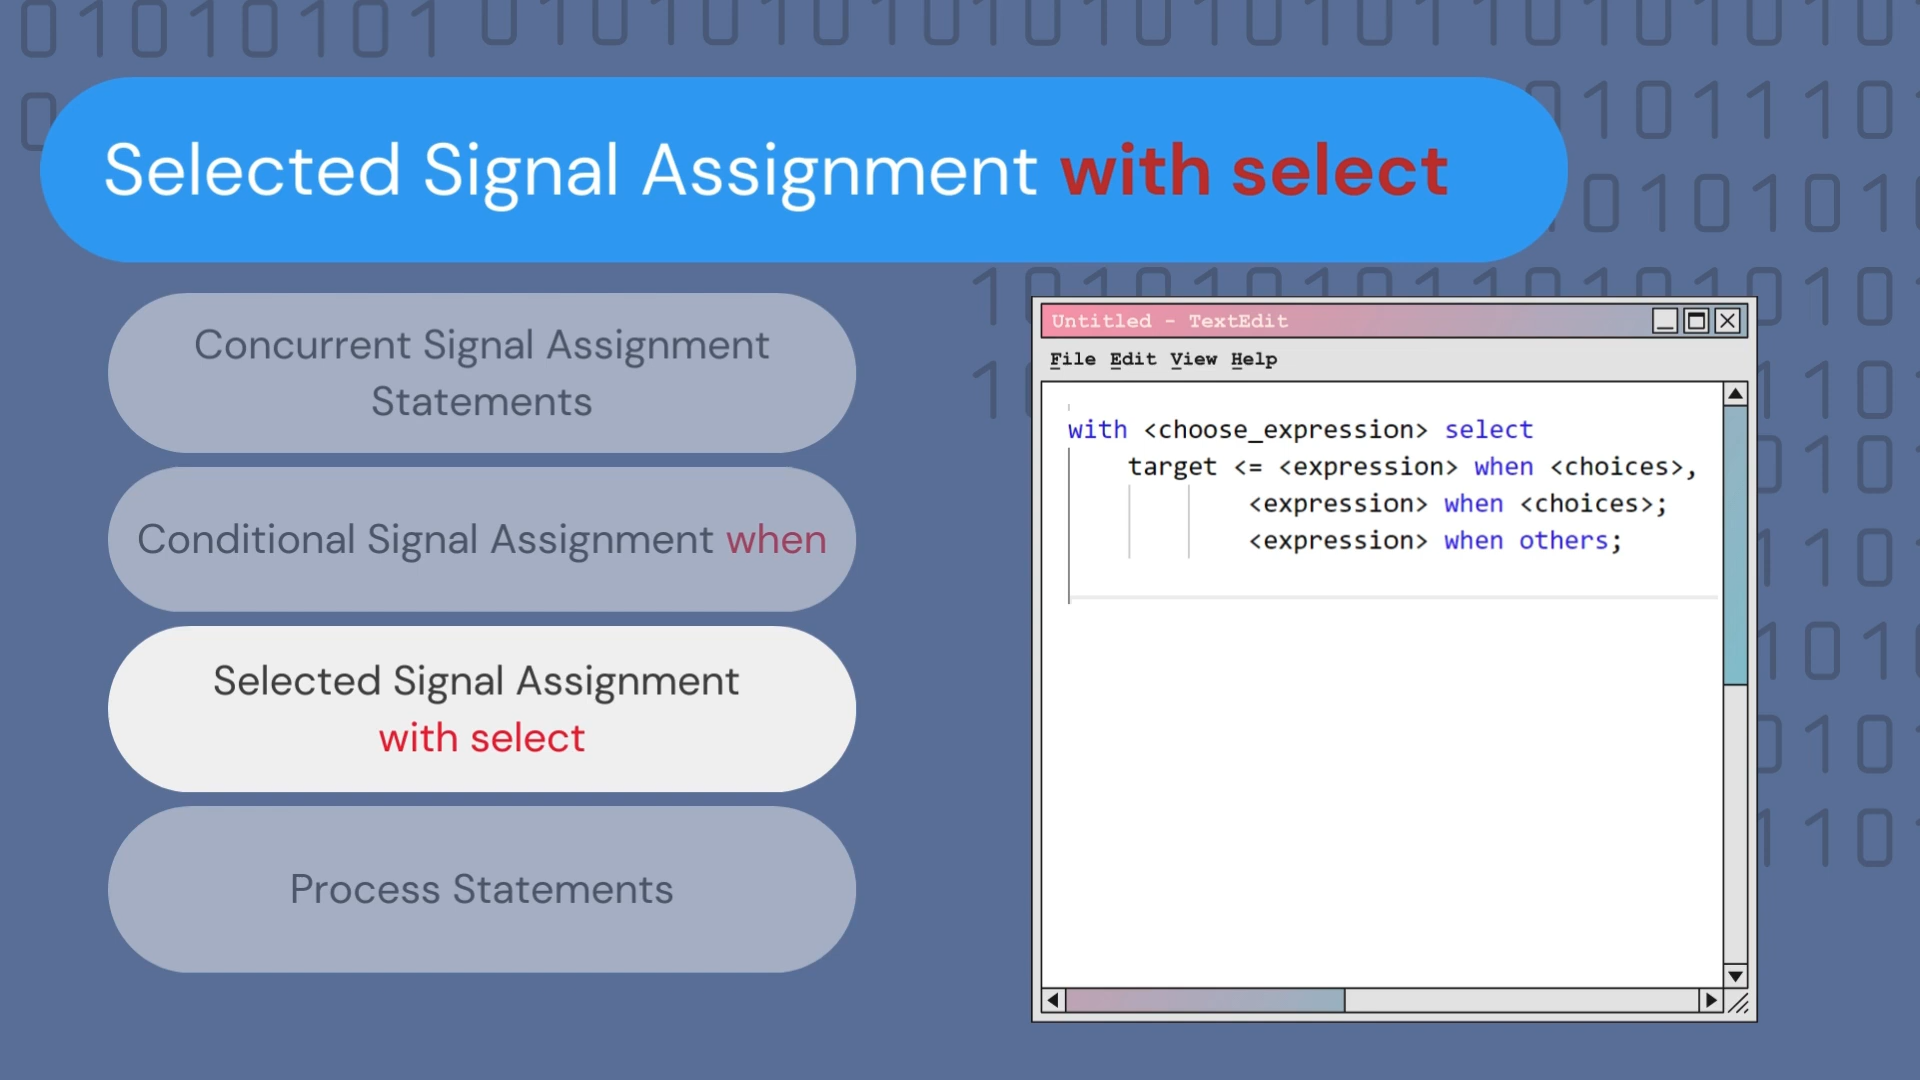 Selected Signal Assignment with select
Concurrent Signal Assignment
Statements
Conditional Signal Assignment when
Selected Signal Assignment
with select
Process Statements
Untitled - TextEdit
File Edit View Help
with <choose_expression> select
target <= <expression> when <choices>,
<expression> when <choices>;
<expression> when others;